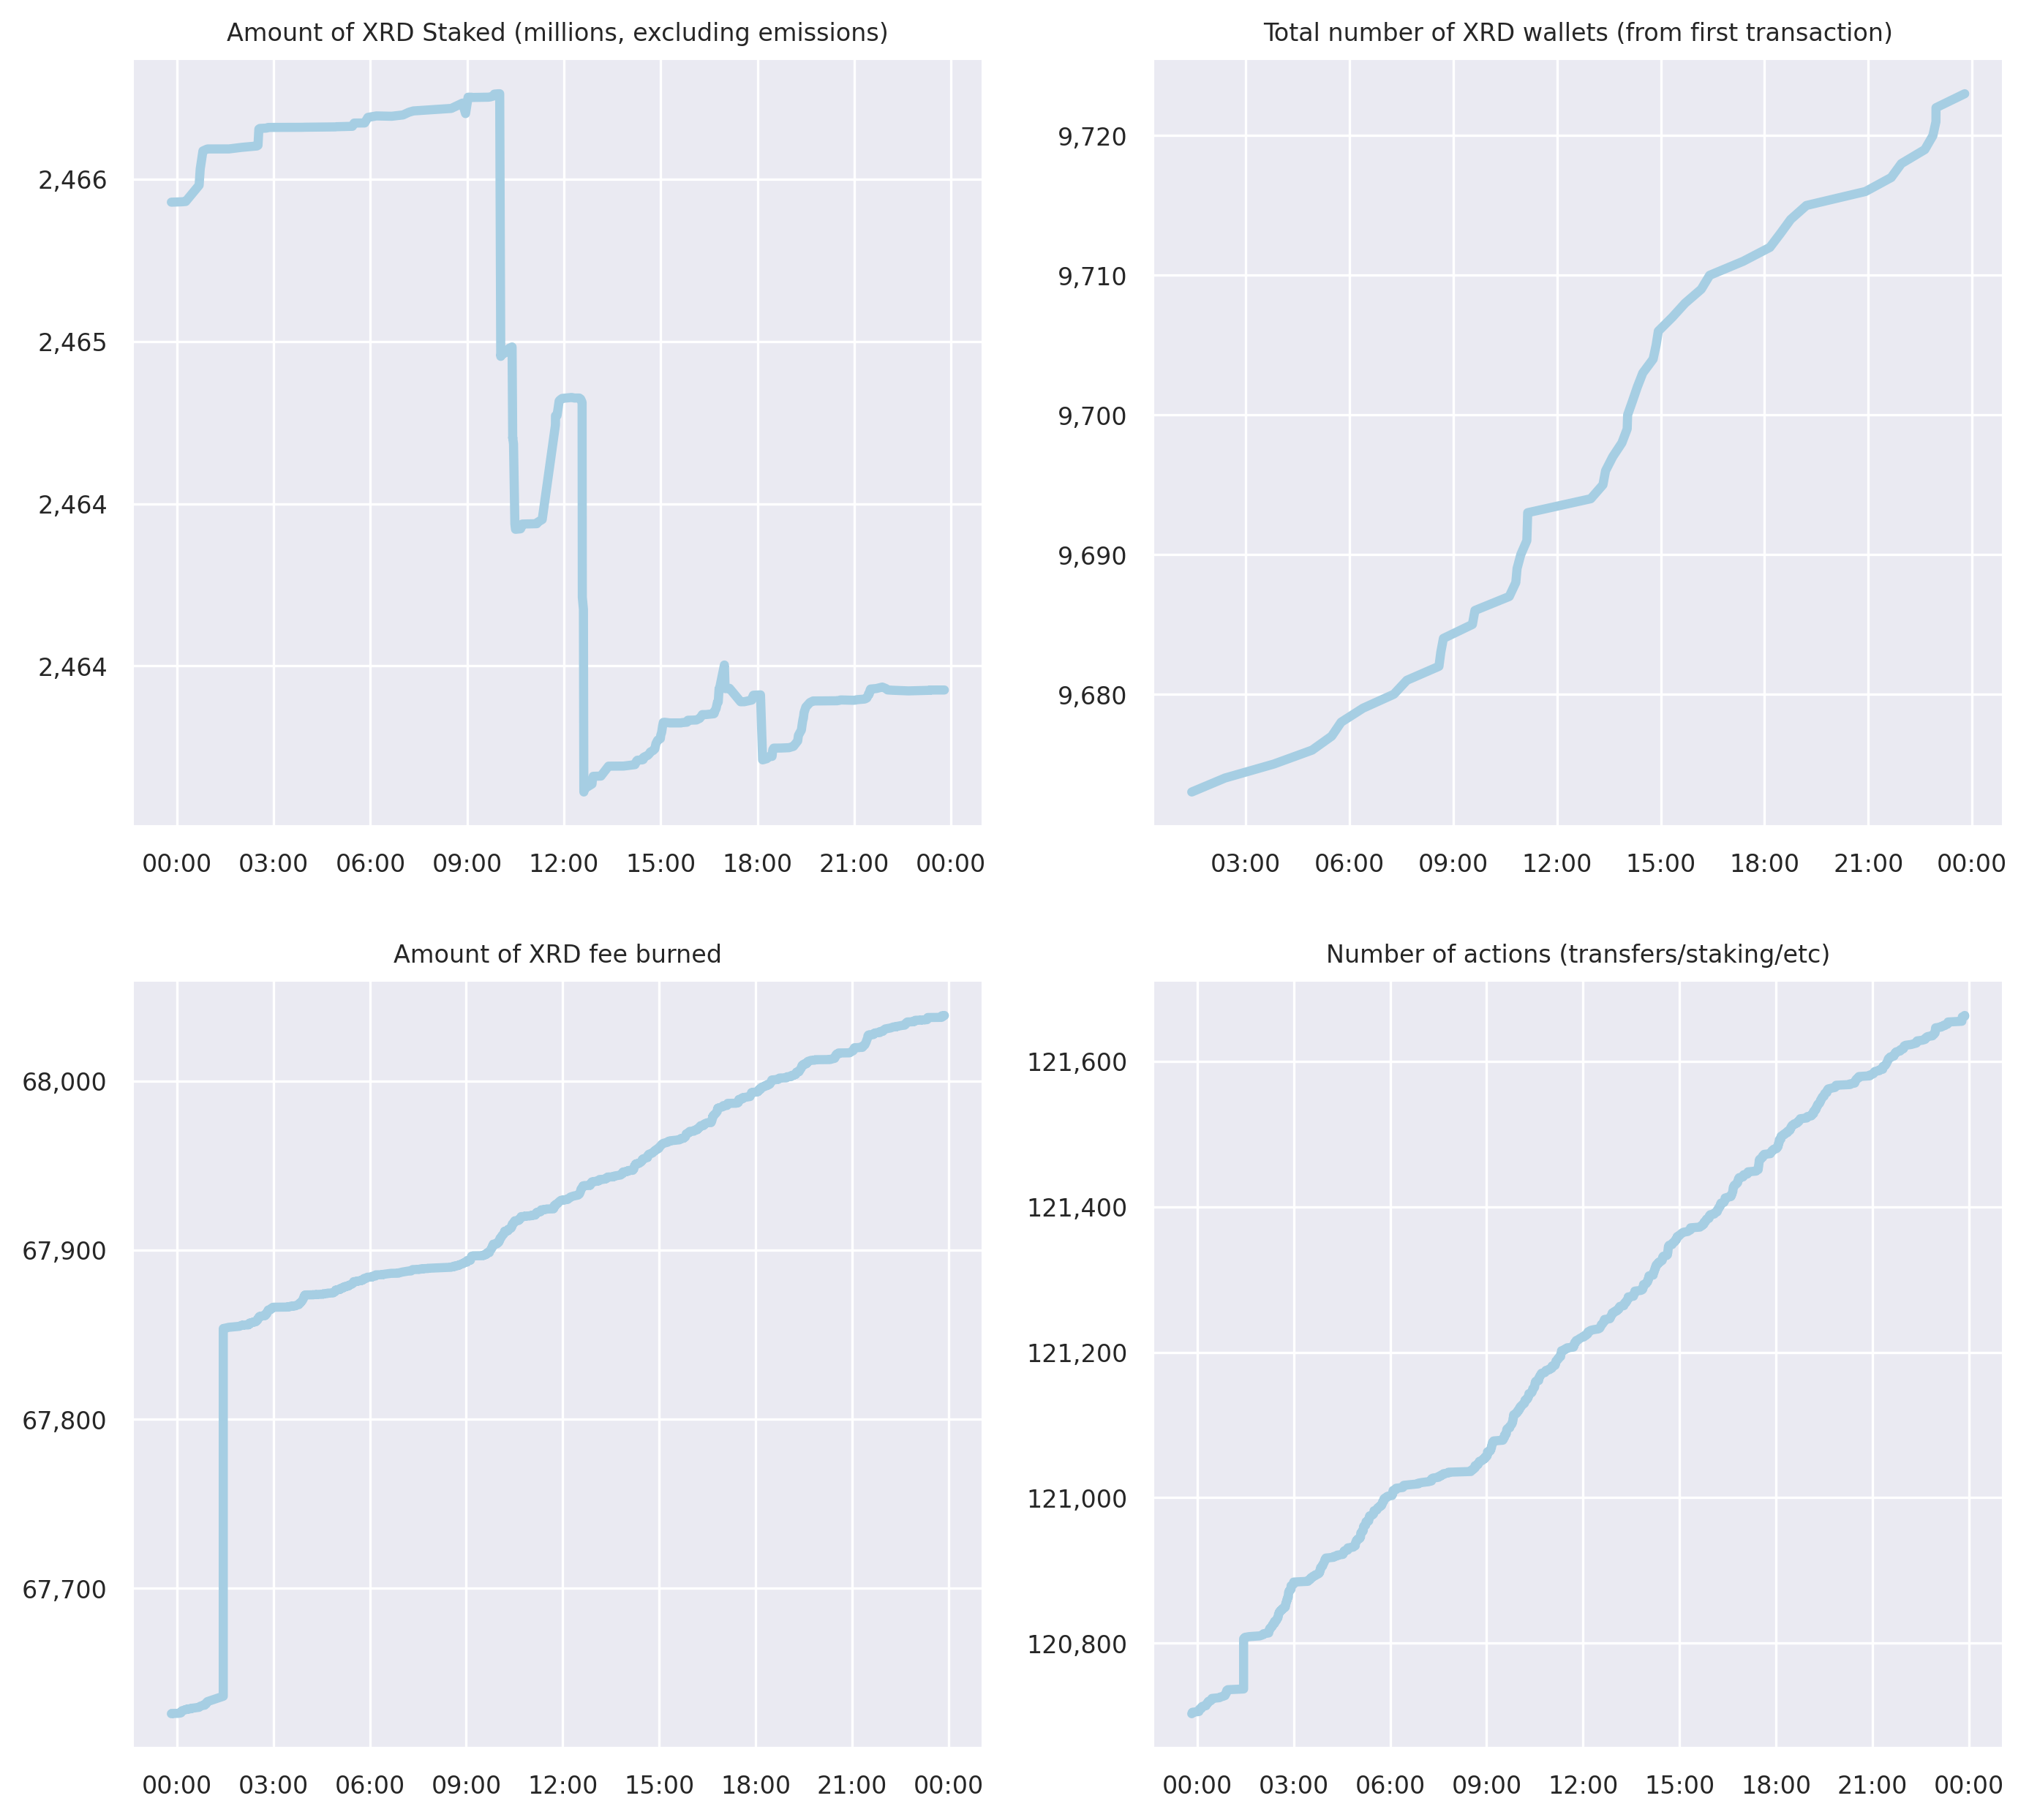 Amount of XRD Staked (millions, excluding emissions)
2,466
2,465
2,464
2,464
00:00 03:00 06:00 09:00 12:00 15:00 18:00 21:00 00:00
Total number of XRD wallets (from first transaction)
9,720
9,710
9,700
9,690
9,680
03:00 06:00 09:00 12:00 15:00 18:00 21:00 00:00
Amount of XRD fee burned
68,000
67,900
67,800
67,700
00:00 03:00 06:00 09:00 12:00 15:00 18:00 21:00 00:00
Number of actions (transfers/staking/etc)
121,600
121,400
121,200
121,000
120,800
00:00 03:00 06:00 09:00 12:00 15:00 18:00 21:00 00:00